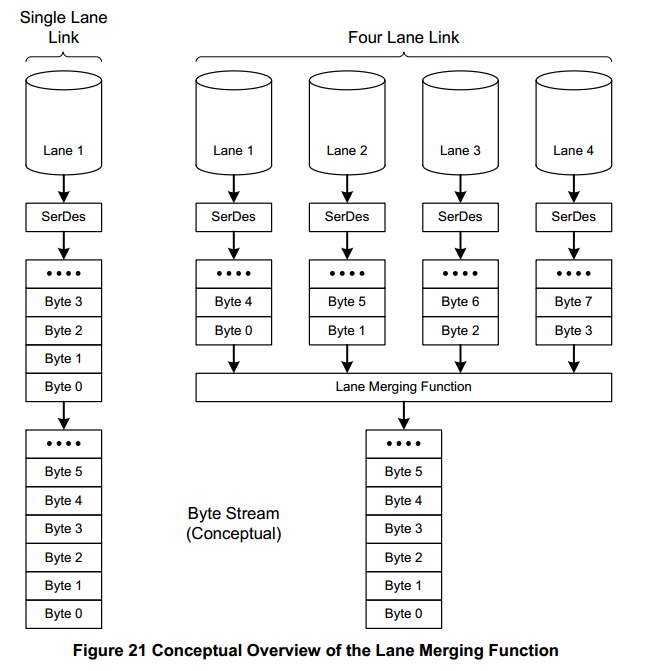 Single Lane
Link
Four Lane Link
Lane 1
Lane 1
Lane 2
Lane 3
Lane 4
SerDes
SerDes
SerDes
SerDes
SerDes
••••
••••
••••
••••
••••
Byte 3
Byte 4
Byte 5
Byte 6
Byte 7
Byte 2
Byte 0
Byte 1
Byte 2
Byte 3
Byte 1
Byte 0
Lane Merging Function
••••
••••
Byte 5
Byte 5
Byte 4
Byte 4
Byte Stream
(Conceptual)
Byte 3
Byte 3
Byte 2
Byte 2
Byte 1
Byte 1
Byte 0
Byte 0
Figure 21 Conceptual Overview of the Lane Merging Function